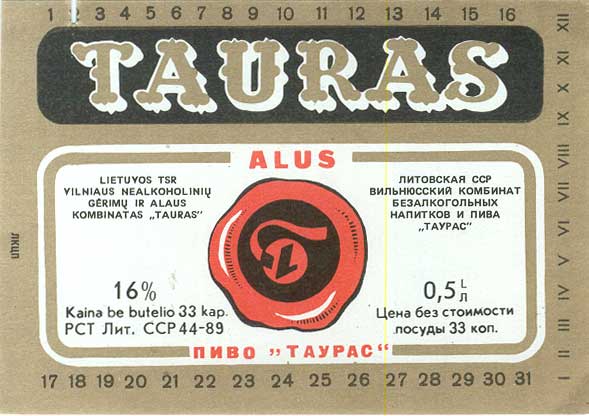 1 2 3 4 5 6 7 8 9 10 11 12 13 14 15 16
TAURAS
ALUS
LIETUVOS TSR
VILNIAUS NEALKOHOLINIŲ
GĖRIMŲ IR ALAUS
KOMBINATAS „TAURAS"
ЛИТОВСКАЯ ССР
ВИЛЬНЮССКИЙ КОМБИНАТ
БЕЗАЛКОГОЛЬНЫХ
НАПИТКОВ И ПИВА
"ТАУРАС"
16%
Kaina be butelio 33 kap.
РСТ Лит. ССР 44-89
0,5 L
Л
Цена без стоимости
посуды 33 коп.
ПИВО „ТАУРАС"
17 18 19 20 21 22 23 24 25 26 27 28 29 30 31
I II III IV V VI VII VIII IX X XI XII
ЛКЦП